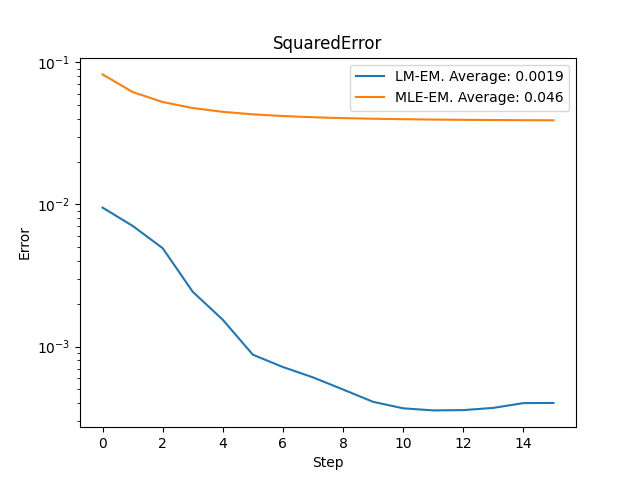 SquaredError
LM-EM. Average: 0.0019
MLE-EM. Average: 0.046
10⁻¹
10⁻²
10⁻³
Error
0 2 4 6 8 10 12 14
Step